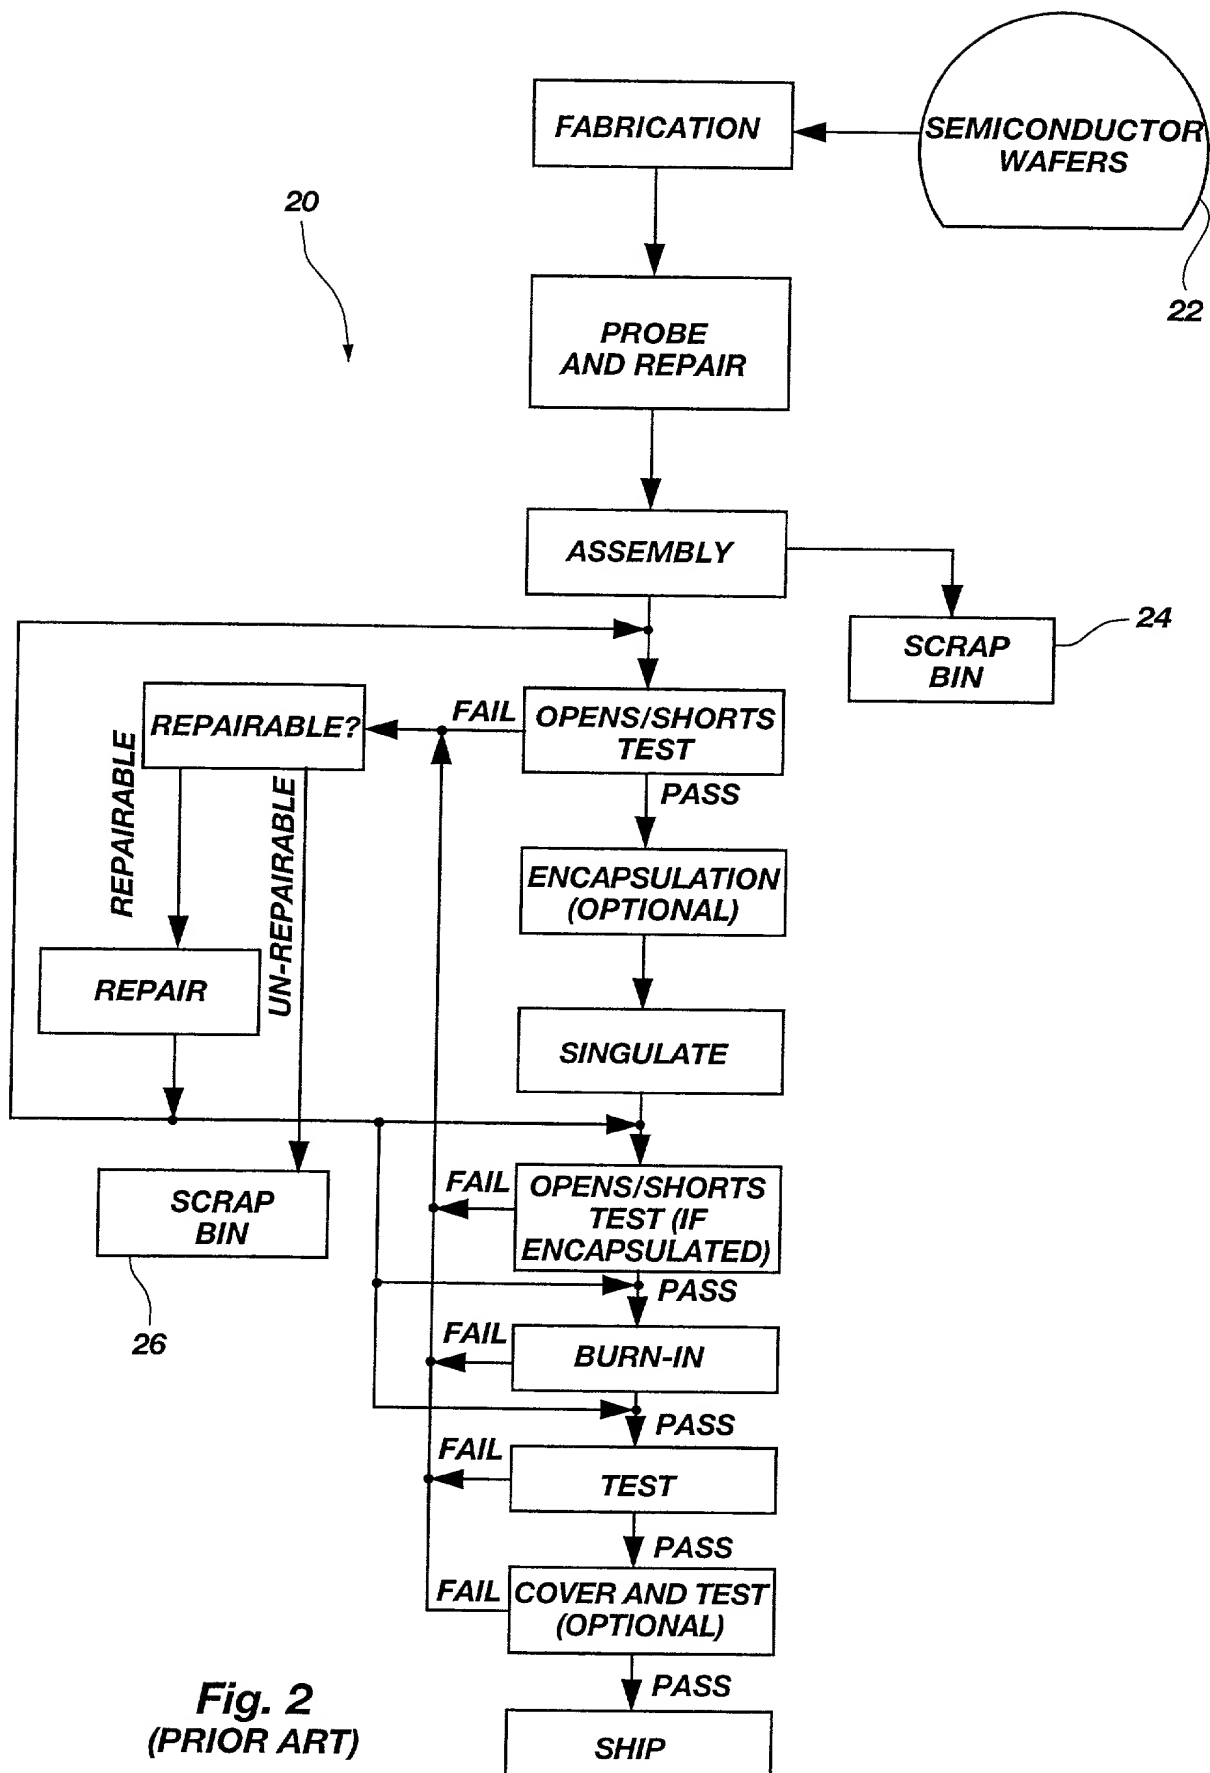 FABRICATION
SEMICONDUCTOR
WAFERS
20
22
PROBE
AND REPAIR
ASSEMBLY
24
SCRAP
BIN
REPAIRABLE?
FAIL
OPENS/SHORTS
TEST
PASS
REPAIRABLE
UN-REPAIRABLE
ENCAPSULATION
(OPTIONAL)
REPAIR
SINGULATE
SCRAP
BIN
26
FAIL
OPENS/SHORTS
TEST (IF
ENCAPSULATED)
PASS
FAIL
BURN-IN
PASS
FAIL
TEST
PASS
FAIL
COVER AND TEST
(OPTIONAL)
PASS
SHIP
Fig. 2
(PRIOR ART)